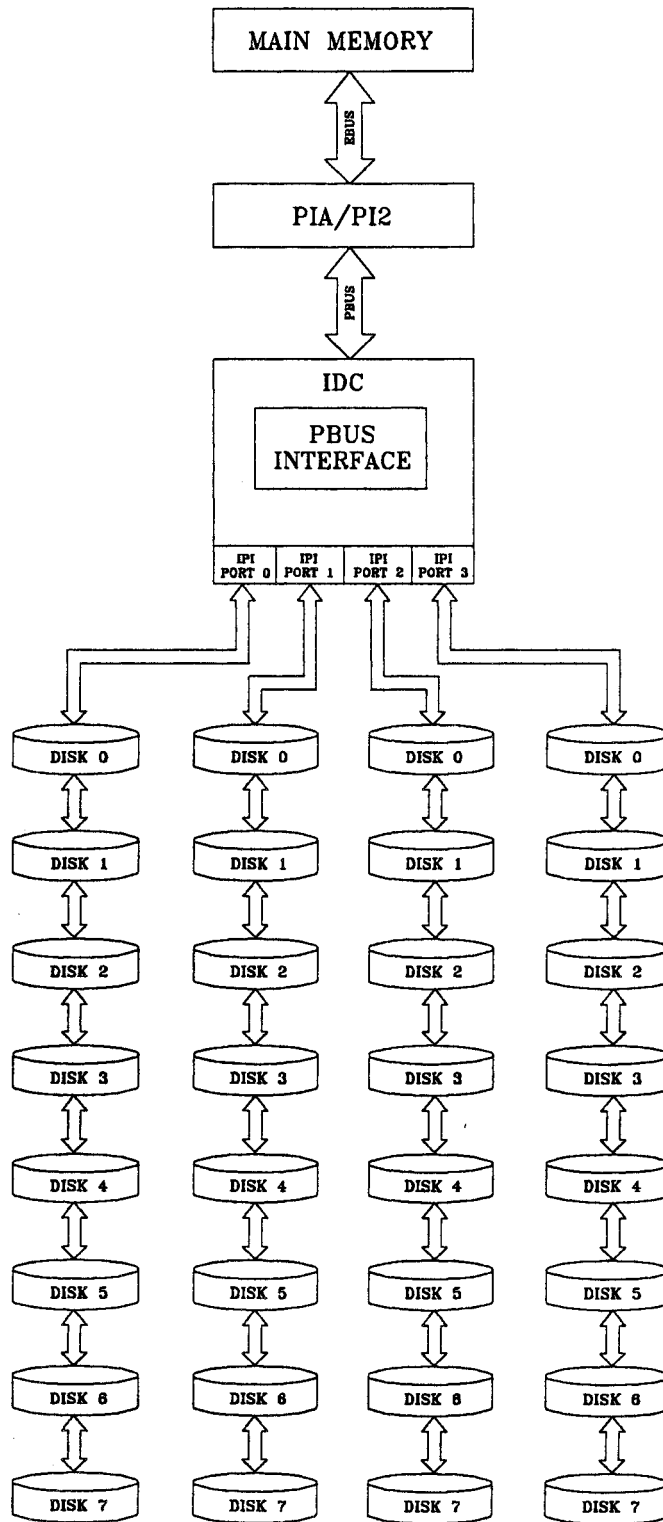 MAIN MEMORY
EBUS
PIA/PI2
PBUS
IDC
PBUS
INTERFACE
IPI
PORT 0
IPI
PORT 1
IPI
PORT 2
IPI
PORT 3
DISK 0
DISK 0
DISK 0
DISK 0
DISK 1
DISK 1
DISK 1
DISK 1
DISK 2
DISK 2
DISK 2
DISK 2
DISK 3
DISK 3
DISK 3
DISK 3
DISK 4
DISK 4
DISK 4
DISK 4
DISK 5
DISK 5
DISK 5
DISK 5
DISK 6
DISK 6
DISK 6
DISK 6
DISK 7
DISK 7
DISK 7
DISK 7